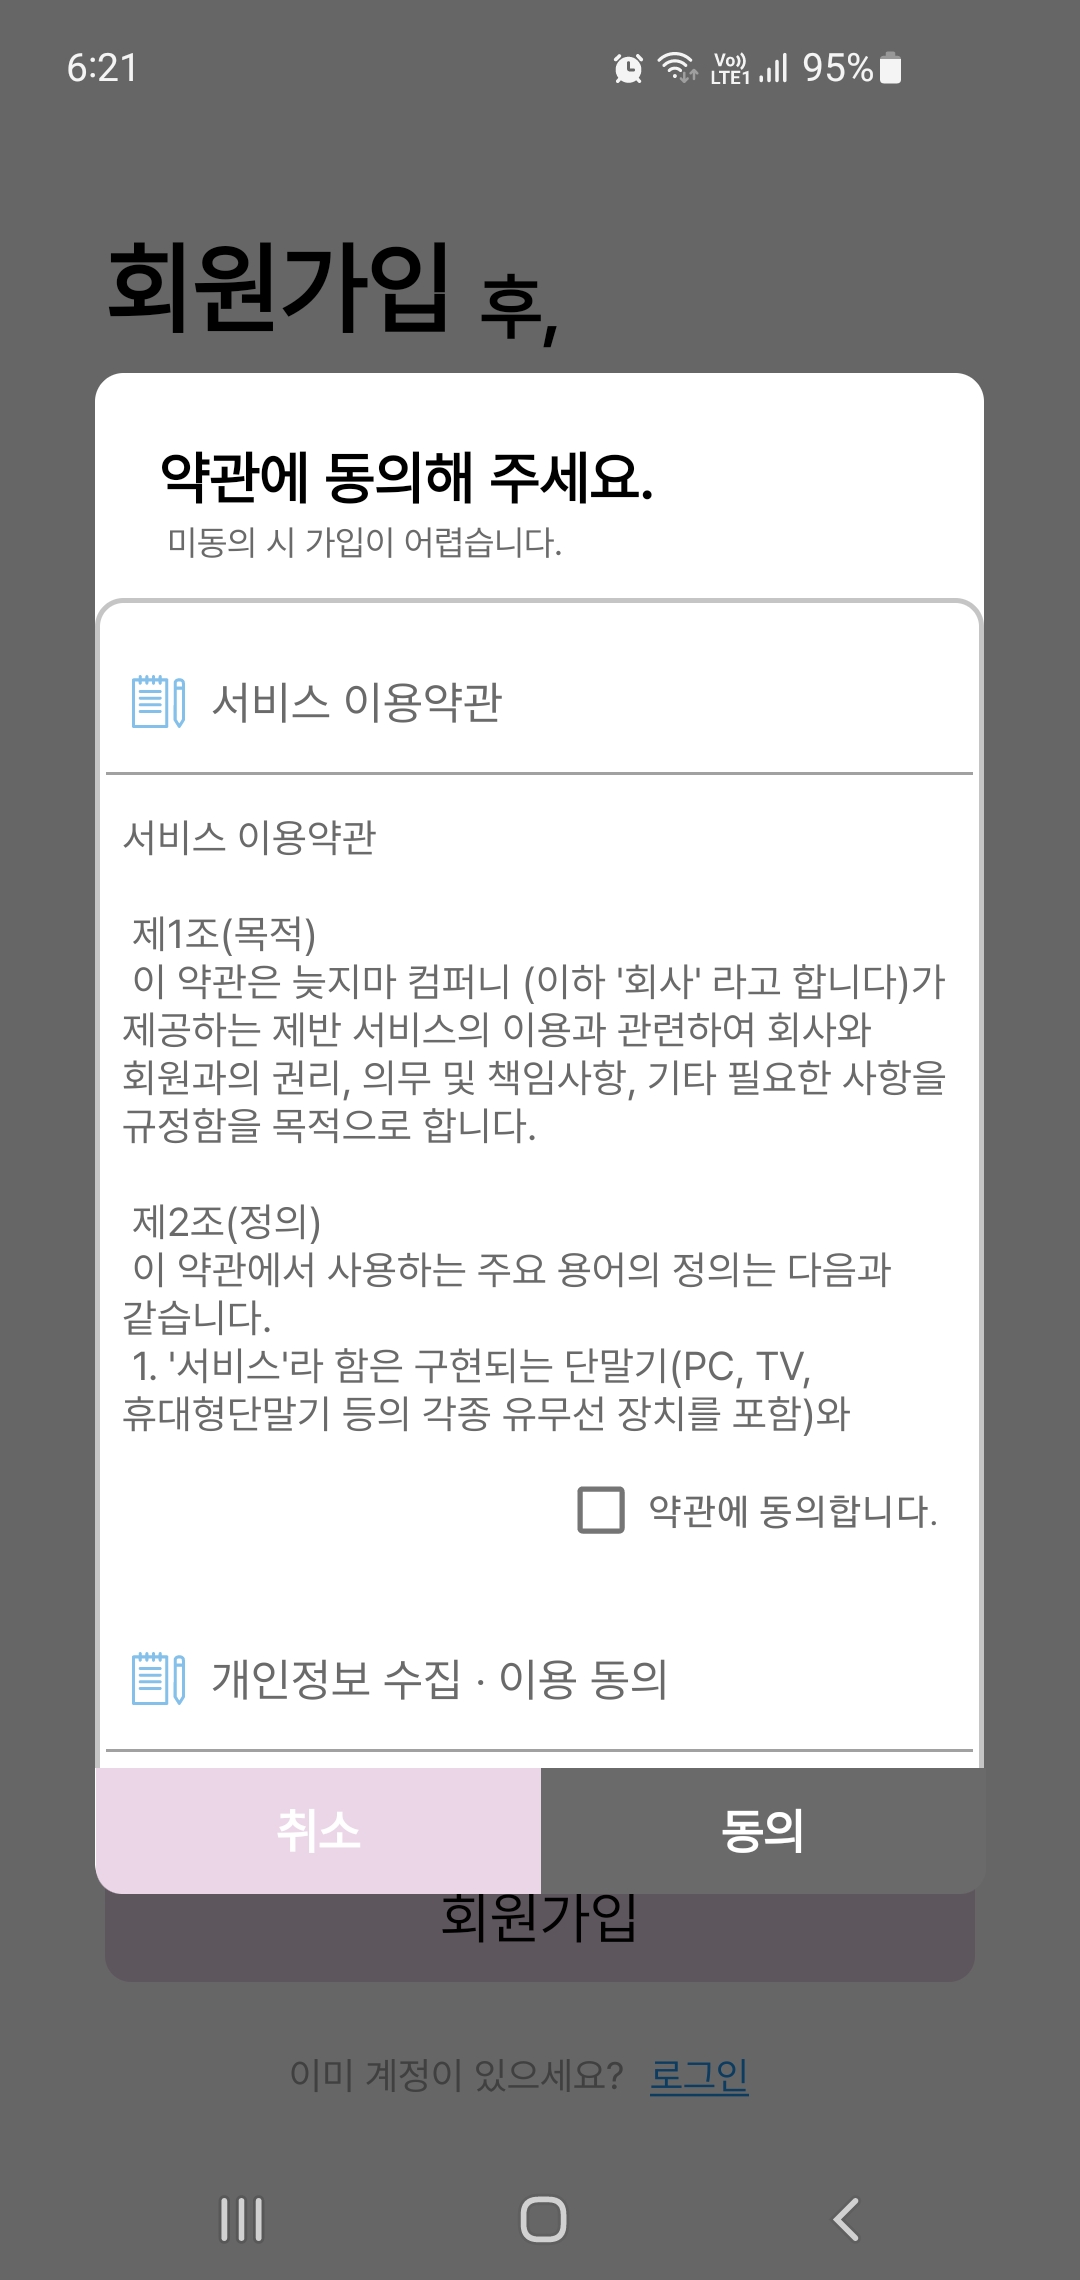 6:21
Vo))
LTE1
95%
회원가입 후,
약관에 동의해 주세요.
미동의 시 가입이 어렵습니다.
서비스 이용약관
서비스 이용약관
제1조(목적)
이 약관은 늦지마 컴퍼니 (이하 '회사' 라고 합니다)가
제공하는 제반 서비스의 이용과 관련하여 회사와
회원과의 권리, 의무 및 책임사항, 기타 필요한 사항을
규정함을 목적으로 합니다.
제2조(정의)
이 약관에서 사용하는 주요 용어의 정의는 다음과
같습니다.
1. '서비스'라 함은 구현되는 단말기(PC, TV,
휴대형단말기 등의 각종 유무선 장치를 포함)와
약관에 동의합니다.
개인정보 수집 · 이용 동의
취소
동의
회원가입
이미 계정이 있으세요? 로그인